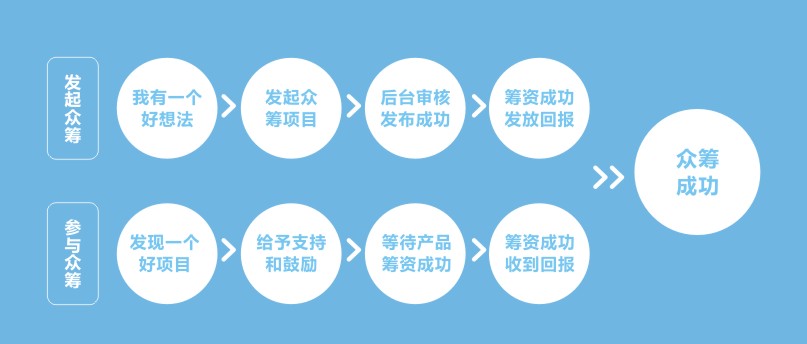 发起众筹
我有一个
好想法
发起众
筹项目
后台审核
发布成功
筹资成功
发放回报
众筹
成功
参与众筹
发现一个
好项目
给予支持
和鼓励
等待产品
筹资成功
筹资成功
收到回报